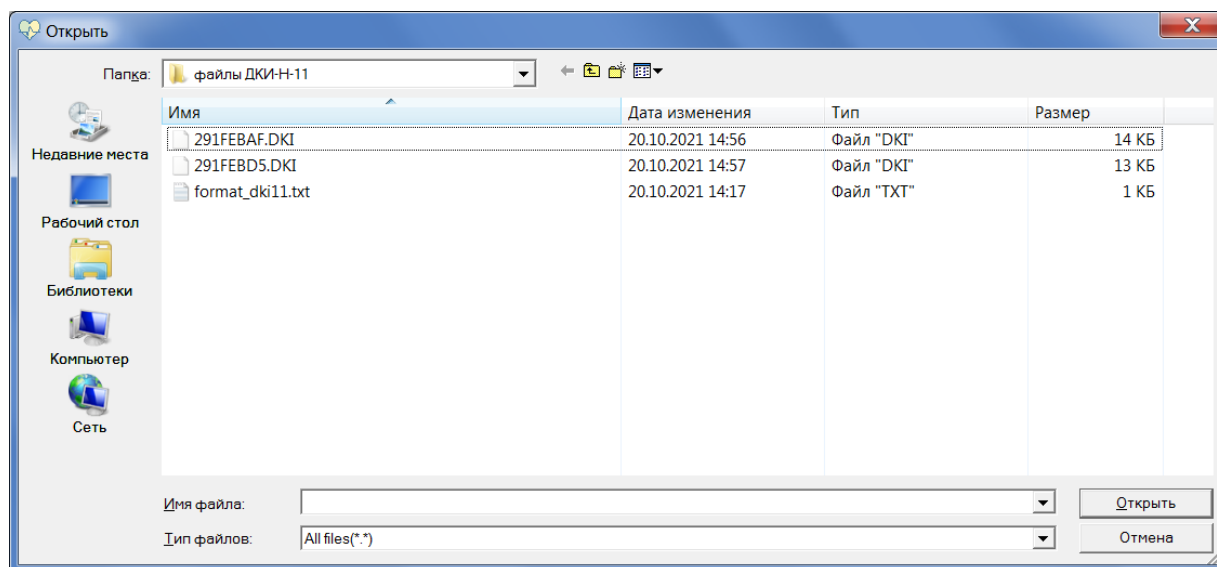 Открыть
Папка: файлы ДКИ-Н-11
Имя Дата изменения Тип Размер
291FEBAF.DKI 20.10.2021 14:56 Файл "DKI" 14 КБ
291FEBD5.DKI 20.10.2021 14:57 Файл "DKI" 13 КБ
format_dki11.txt 20.10.2021 14:17 Файл "TXT" 1 КБ
Недавние места
Рабочий стол
Библиотеки
Компьютер
Сеть
Имя файла: Открыть
Тип файлов: All files(*.*) Отмена